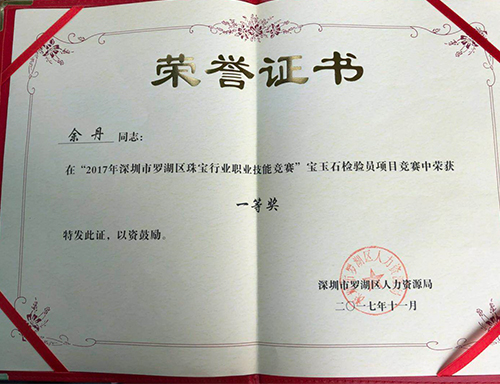 荣誉证书
余丹 同志：
在“2017年深圳市罗湖区珠宝行业职业技能竞赛”宝玉石检验员项目竞赛中荣获
一等奖
特发此证，以资鼓励。
深圳市罗湖区人力资源局
二〇一七年十一月